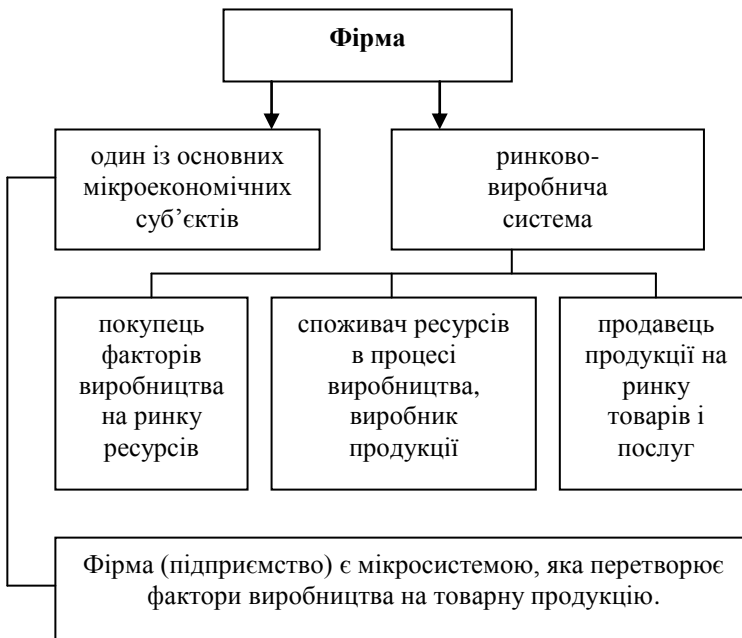 Фірма
один із основних
мікроекономічних
суб’єктів
ринково-
виробнича
система
покупець
факторів
виробництва
на ринку
ресурсів
споживач ресурсів
в процесі
виробництва,
виробник
продукції
продавець
продукції на
ринку
товарів і
послуг
Фірма (підприємство) є мікросистемою, яка перетворює
фактори виробництва на товарну продукцію.